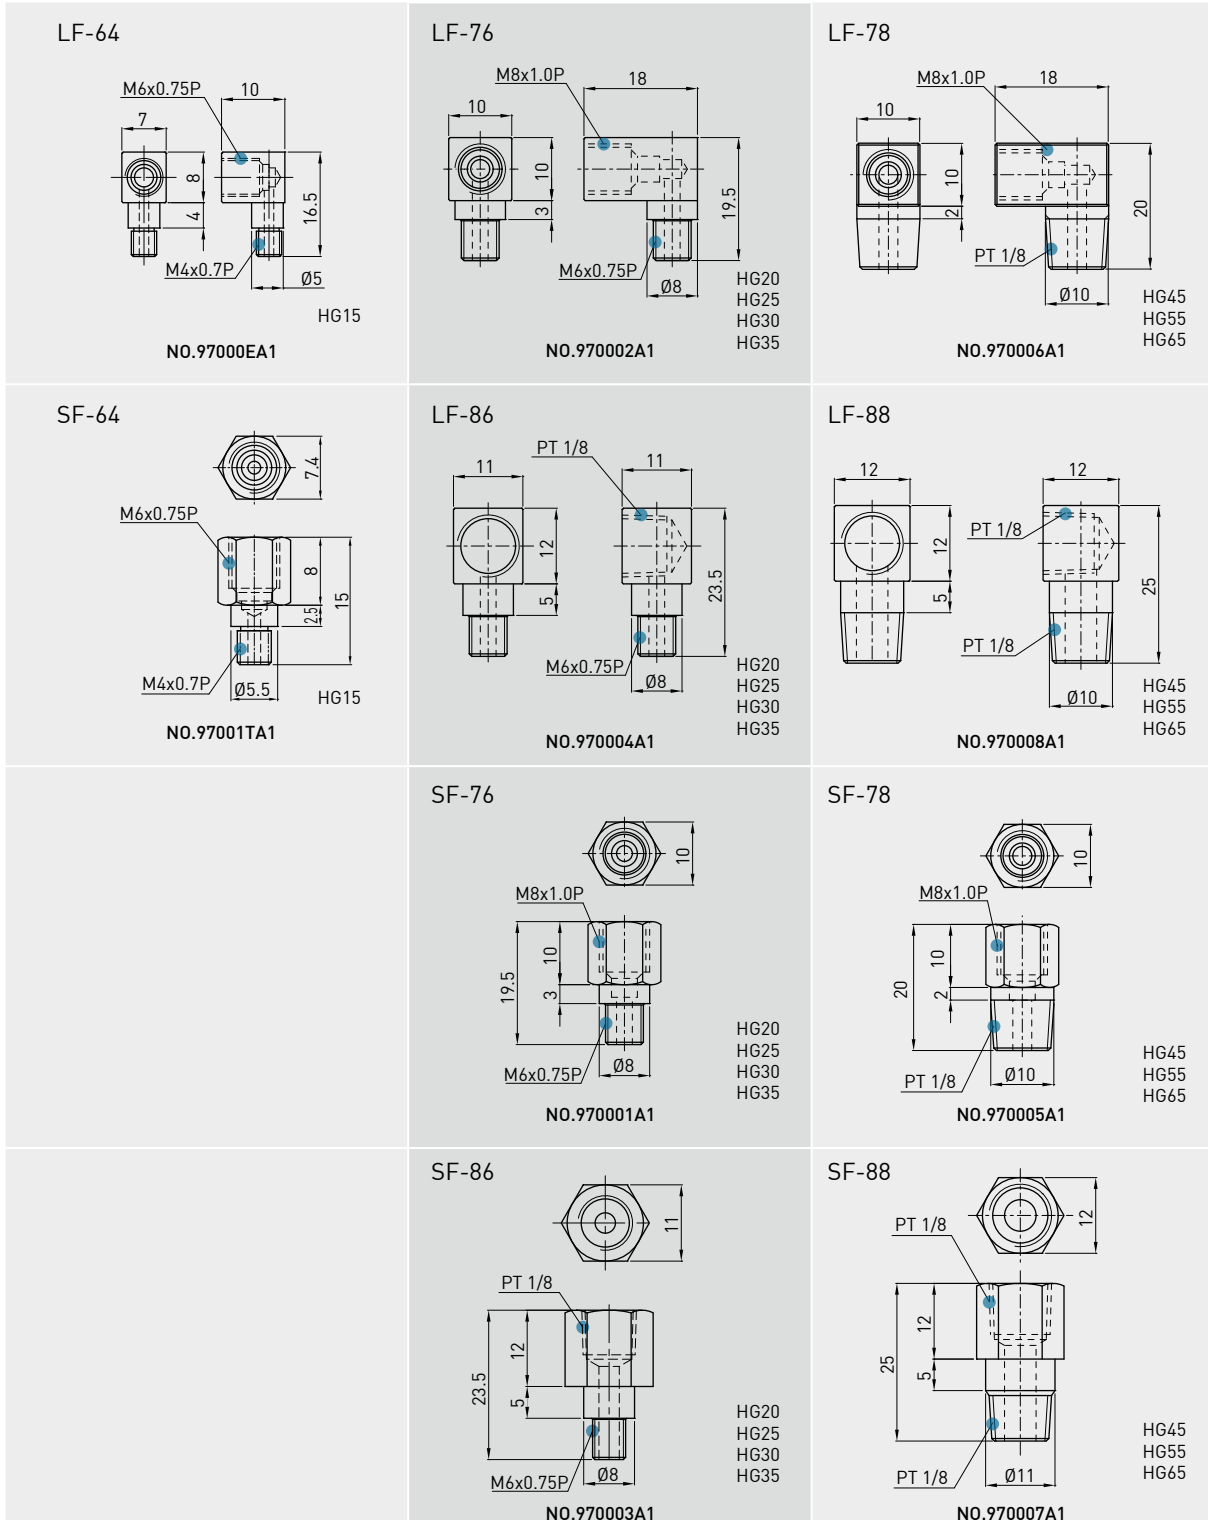 LF-64
M6x0.75P
10
7
8
4
16.5
M4x0.7P
Ø5
HG15
NO.97000EA1
LF-76
M8x1.0P
18
10
10
3
19.5
M6x0.75P
Ø8
HG20
HG25
HG30
HG35
NO.970002A1
LF-78
M8x1.0P
18
10
10
2
20
PT 1/8
Ø10
HG45
HG55
HG65
NO.970006A1
SF-64
7.4
M6x0.75P
8
2.5
15
M4x0.7P
Ø5.5
HG15
NO.97001TA1
LF-86
PT 1/8
11
11
12
5
23.5
M6x0.75P
Ø8
HG20
HG25
HG30
HG35
NO.970004A1
LF-88
12
12
PT 1/8
12
5
25
PT 1/8
Ø10
HG45
HG55
HG65
NO.970008A1
SF-76
10
M8x1.0P
10
19.5
3
M6x0.75P
Ø8
HG20
HG25
HG30
HG35
NO.970001A1
SF-78
10
M8x1.0P
10
20
2
PT 1/8
Ø10
HG45
HG55
HG65
NO.970005A1
SF-86
11
PT 1/8
12
23.5
5
M6x0.75P
Ø8
HG20
HG25
HG30
HG35
NO.970003A1
SF-88
12
PT 1/8
12
25
5
PT 1/8
Ø11
HG45
HG55
HG65
NO.970007A1